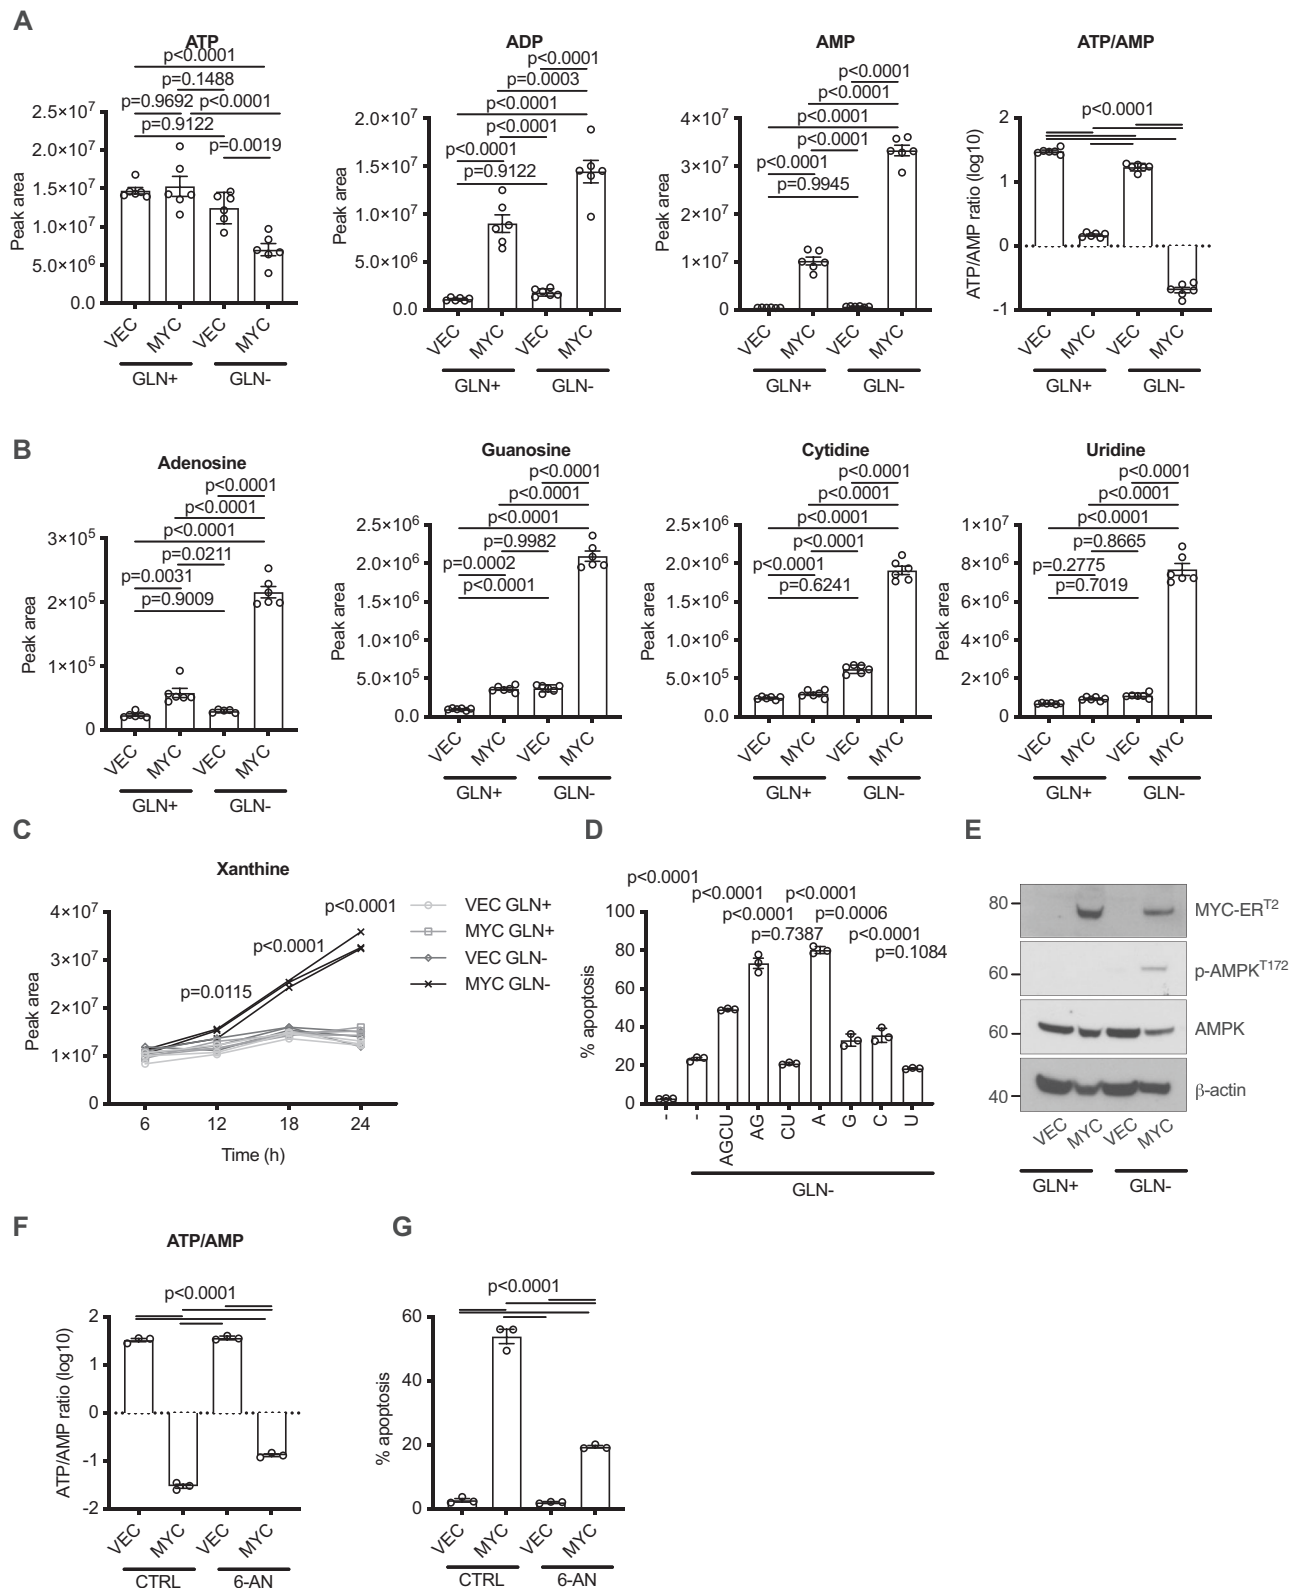 A
ATP
p<0.0001
p=0.1488
p=0.9692 p<0.0001
p=0.9122
p=0.0019
Peak area
2.5×10⁷
2.0×10⁷
1.5×10⁷
1.0×10⁷
5.0×10⁶
0.0
VEC MYC VEC MYC
GLN+ GLN-
ADP
p<0.0001
p=0.0003
p<0.0001
p<0.0001
p<0.0001
p=0.9122
Peak area
2.0×10⁷
1.5×10⁷
1.0×10⁷
5.0×10⁶
0.0
VEC MYC VEC MYC
GLN+ GLN-
AMP
p<0.0001
p<0.0001
p<0.0001
p<0.0001
p<0.0001
p=0.9945
Peak area
4×10⁷
3×10⁷
2×10⁷
1×10⁷
0
VEC MYC VEC MYC
GLN+ GLN-
ATP/AMP
p<0.0001
ATP/AMP ratio (log10)
2
1
0
-1
VEC MYC VEC MYC
GLN+ GLN-
B
Adenosine
p<0.0001
p<0.0001
p<0.0001
p=0.0211
p=0.0031
p=0.9009
Peak area
3×10⁵
2×10⁵
1×10⁵
0
VEC MYC VEC MYC
GLN+ GLN-
Guanosine
p<0.0001
p<0.0001
p<0.0001
p=0.9982
p=0.0002
p<0.0001
Peak area
2.5×10⁶
2.0×10⁶
1.5×10⁶
1.0×10⁶
5.0×10⁵
0.0
VEC MYC VEC MYC
GLN+ GLN-
Cytidine
p<0.0001
p<0.0001
p<0.0001
p<0.0001
p<0.0001
p=0.6241
Peak area
2.5×10⁶
2.0×10⁶
1.5×10⁶
1.0×10⁶
5.0×10⁵
0.0
VEC MYC VEC MYC
GLN+ GLN-
Uridine
p<0.0001
p<0.0001
p<0.0001
p=0.8665
p=0.2775
p=0.7019
Peak area
1×10⁷
8×10⁶
6×10⁶
4×10⁶
2×10⁶
0
VEC MYC VEC MYC
GLN+ GLN-
C
Xanthine
p<0.0001
p<0.0001
p=0.0115
Peak area
4×10⁷
3×10⁷
2×10⁷
1×10⁷
0
6 12 18 24
Time (h)
VEC GLN+
MYC GLN+
VEC GLN-
MYC GLN-
D
p<0.0001
p<0.0001 p<0.0001
p<0.0001 p=0.0006
p=0.7387 p<0.0001
p=0.1084
% apoptosis
100
80
60
40
20
0
- - AGCU AG CU A G C U
GLN-
E
80
MYC-ERᵀ²
60
p-AMPKᵀ¹⁷²
60
AMPK
40
β-actin
VEC MYC VEC MYC
GLN+ GLN-
F
ATP/AMP
p<0.0001
ATP/AMP ratio (log10)
2
1
0
-1
-2
VEC MYC VEC MYC
CTRL 6-AN
G
p<0.0001
% apoptosis
60
40
20
0
VEC MYC VEC MYC
CTRL 6-AN